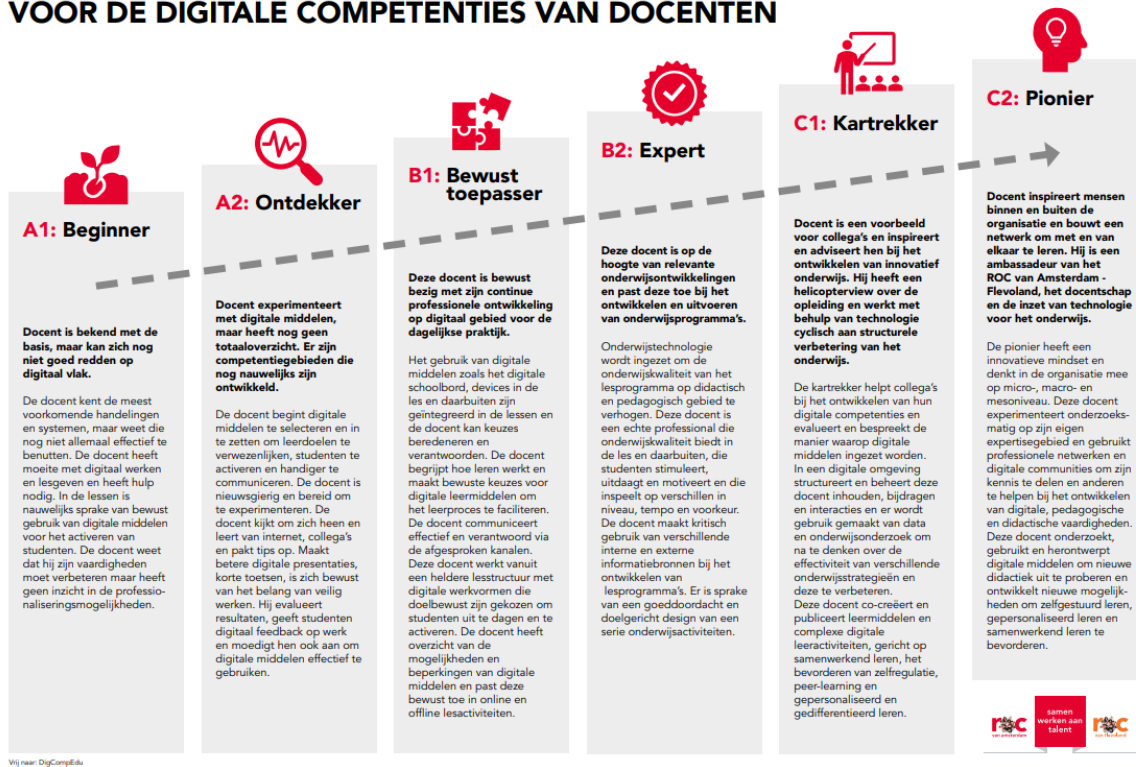 VOOR DE DIGITALE COMPETENTIES VAN DOCENTEN
A1: Beginner
Docent is bekend met de
basis, maar kan zich nog
niet goed redden op
digitaal vlak.
De docent kent de meest
voorkomende handelingen
en systemen, maar weet die
nog niet allemaal effectief te
benutten. De docent heeft
moeite met digitaal werken
en lesgeven en heeft hulp
nodig. In de lessen is
nauwelijks sprake van bewust
gebruik van digitale middelen
voor het activeren van
studenten. De docent weet
dat hij zijn vaardigheden
moet verbeteren maar heeft
geen inzicht in de professio-
naliseringsmogelijkheden.
A2: Ontdekker
Docent experimenteert
met digitale middelen,
maar heeft nog geen
totaaloverzicht. Er zijn
competentiegebieden die
nog nauwelijks zijn
ontwikkeld.
De docent begint digitale
middelen te selecteren en in
te zetten om leerdoelen te
verwezenlijken, studenten te
activeren en handiger te
communiceren. De docent is
nieuwsgierig en bereid om
te experimenteren. De
docent kijkt om zich heen en
leert van internet, collega's
en pakt tips op. Maakt
betere digitale presentaties,
korte toetsen, is zich bewust
van het belang van veilig
werken. Hij evalueert
resultaten, geeft studenten
digitaal feedback op werk
en moedigt hen ook aan om
digitale middelen effectief te
gebruiken.
B1: Bewust
toepasser
Deze docent is bewust
bezig met zijn continue
professionele ontwikkeling
op digitaal gebied voor de
dagelijkse praktijk.
Het gebruik van digitale
middelen zoals het digitale
schoolbord, devices in de
les en daarbuiten zijn
geïntegreerd in de lessen en
de docent kan keuzes
beredeneren en
verantwoorden. De docent
begrijpt hoe leren werkt en
maakt bewuste keuzes voor
digitale leermiddelen om
het leerproces te faciliteren.
De docent communiceert
effectief en verantwoord via
de afgesproken kanalen.
Deze docent werkt vanuit
een heldere lesstructuur met
digitale werkvormen die
doelbewust zijn gekozen om
studenten uit te dagen en te
activeren. De docent heeft
overzicht van de
mogelijkheden en
beperkingen van digitale
middelen en past deze
bewust toe in online en
offline lesactiviteiten.
B2: Expert
Deze docent is op de
hoogte van relevante
onderwijsontwikkelingen
en past deze toe bij het
ontwikkelen en uitvoeren
van onderwijsprogramma's.
Onderwijstechnologie
wordt ingezet om de
onderwijskwaliteit van het
lesprogramma op didactisch
en pedagogisch gebied te
verhogen. Deze docent is
een echte professional die
onderwijskwaliteit biedt in
de les en daarbuiten, die
studenten stimuleert,
uitdaagt en motiveert en die
inspeelt op verschillen in
niveau, tempo en voorkeur.
De docent maakt kritisch
gebruik van verschillende
interne en externe
informatiebronnen bij het
ontwikkelen van
lesprogramma's. Er is sprake
van een goeddoordacht en
doelgericht design van een
serie onderwijsactiviteiten.
C1: Kartrekker
Docent is een voorbeeld
voor collega's en inspireert
en adviseert hen bij het
ontwikkelen van innovatief
onderwijs. Hij heeft een
helicopterview over de
opleiding en werkt met
behulp van technologie
cyclisch aan structurele
verbetering van het
onderwijs.
De kartrekker helpt collega's
bij het ontwikkelen van hun
digitale competenties en
evalueert en bespreekt de
manier waarop digitale
middelen ingezet worden.
In een digitale omgeving
structureert en beheert deze
docent inhouden, bijdragen
en interacties en er wordt
gebruik gemaakt van data
en onderwijsonderzoek om
na te denken over de
effectiviteit van verschillende
onderwijsstrategieën en
deze te verbeteren.
Deze docent co-creëert en
publiceert leermiddelen en
complexe digitale
leeractiviteiten, gericht op
samenwerkend leren, het
bevorderen van zelfregulatie,
peer-learning en
gepersonaliseerd en
gedifferentieerd leren.
C2: Pionier
Docent inspireert mensen
binnen en buiten de
organisatie en bouwt een
netwerk om met en van
elkaar te leren. Hij is een
ambassadeur van het
ROC van Amsterdam -
Flevoland, het docentschap
en de inzet van technologie
voor het onderwijs.
De pionier heeft een
innovatieve mindset en
denkt in de organisatie mee
op micro-, macro- en
mesoniveau. Deze docent
experimenteert onderzoeks-
matig op zijn eigen
expertisegebied en gebruikt
professionele netwerken en
digitale communities om zijn
kennis te delen en anderen
te helpen bij het ontwikkelen
van digitale, pedagogische
en didactische vaardigheden.
Deze docent onderzoekt,
gebruikt en herontwerpt
digitale middelen om nieuwe
didactiek uit te proberen en
ontwikkelt nieuwe mogelijk-
heden om zelfgestuurd leren,
gepersonaliseerd leren en
samenwerkend leren te
bevorderen.
roc
van amsterdam
samen
werken aan
talent
roc
van flevoland
Vrij naar: DigCompEdu